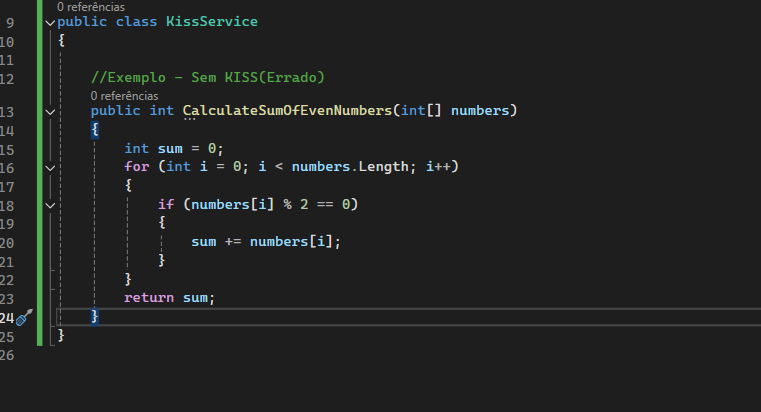 0 referências
9 public class KissService
10 {
11
12 //Exemplo - Sem KISS(Errado)
0 referências
13 public int CalculateSumOfEvenNumbers(int[] numbers)
14 {
15 int sum = 0;
16 for (int i = 0; i < numbers.Length; i++)
17 {
18 if (numbers[i] % 2 == 0)
19 {
20 sum += numbers[i];
21 }
22 }
23 return sum;
24 }
25 }
26